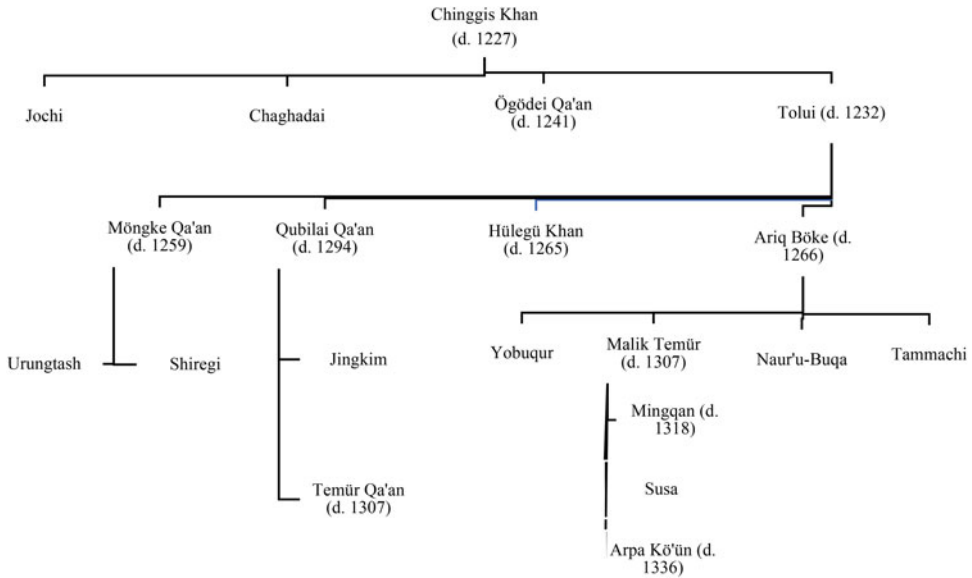 Chinggis Khan
(d. 1227)
Jochi
Chaghadai
Ögödei Qa'an
(d. 1241)
Tolui (d. 1232)
Möngke Qa'an
(d. 1259)
Qubilai Qa'an
(d. 1294)
Hülegü Khan
(d. 1265)
Ariq Böke (d.
1266)
Urungtash
Shiregi
Jingkim
Yobuqur
Malik Temür
(d. 1307)
Naur'u-Buqa
Tammachi
Mingqan (d.
1318)
Temür Qa'an
(d. 1307)
Susa
Arpa Kö'ün (d.
1336)